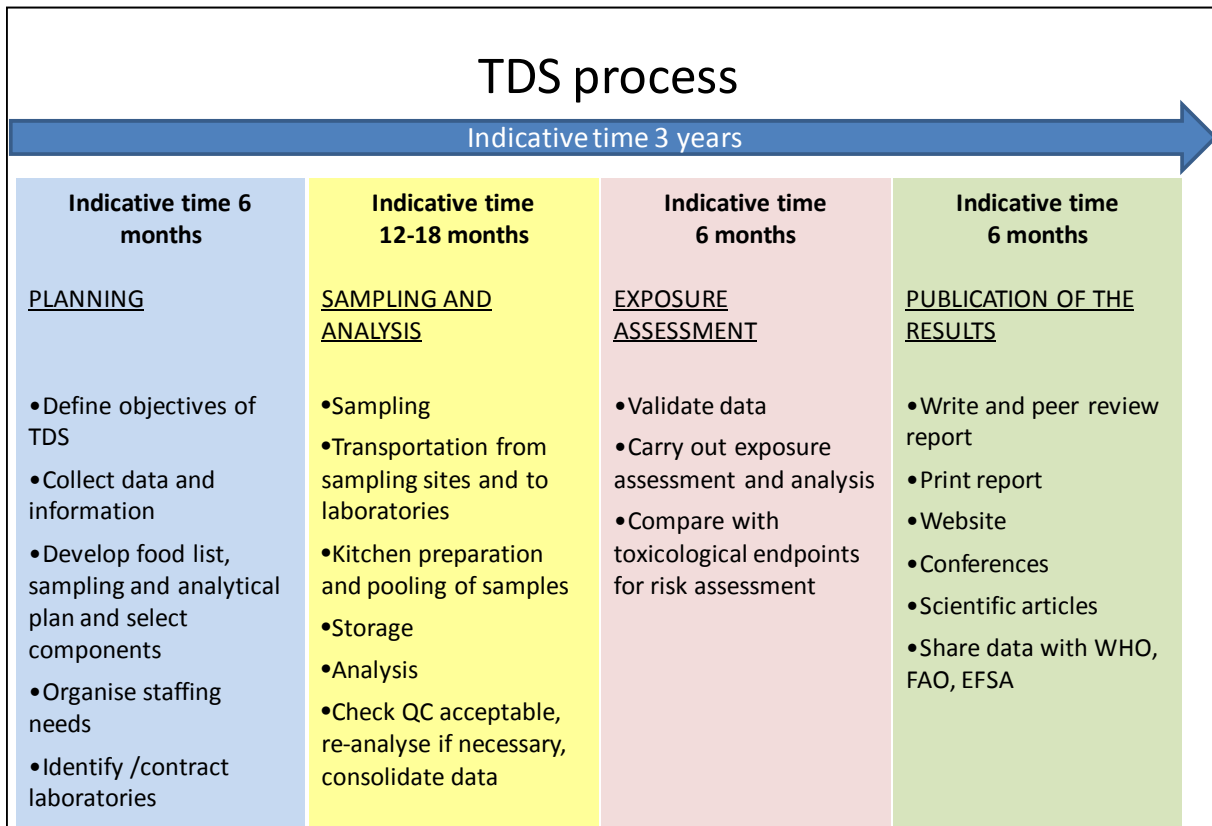 TDS process
Indicative time 3 years
Indicative time 6
months
PLANNING
•Define objectives of
TDS
•Collect data and
information
•Develop food list,
sampling and analytical
plan and select
components
•Organise staffing
needs
•Identify /contract
laboratories
Indicative time
12-18 months
SAMPLING AND
ANALYSIS
•Sampling
•Transportation from
sampling sites and to
laboratories
•Kitchen preparation
and pooling of samples
•Storage
•Analysis
•Check QC acceptable,
re-analyse if necessary,
consolidate data
Indicative time
6 months
EXPOSURE
ASSESSMENT
•Validate data
•Carry out exposure
assessment and analysis
•Compare with
toxicological endpoints
for risk assessment
Indicative time
6 months
PUBLICATION OF THE
RESULTS
•Write and peer review
report
•Print report
•Website
•Conferences
•Scientific articles
•Share data with WHO,
FAO, EFSA